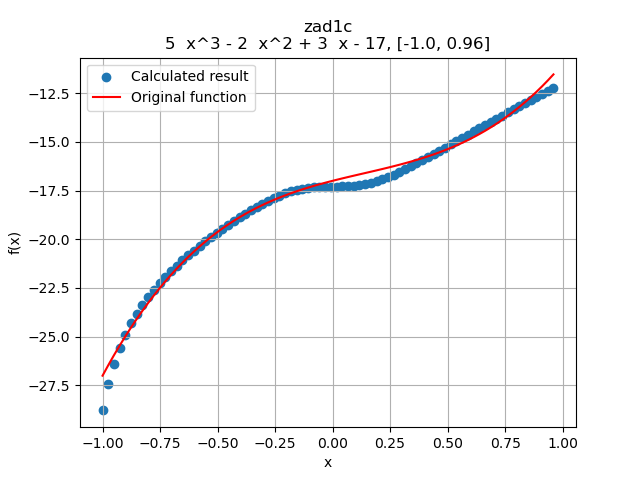 zad1c
5  x^3 - 2  x^2 + 3  x - 17, [-1.0, 0.96]
Calculated result
Original function
−12.5
−15.0
−17.5
−20.0
−22.5
−25.0
−27.5
f(x)
−1.00 −0.75 −0.50 −0.25 0.00 0.25 0.50 0.75 1.00
x